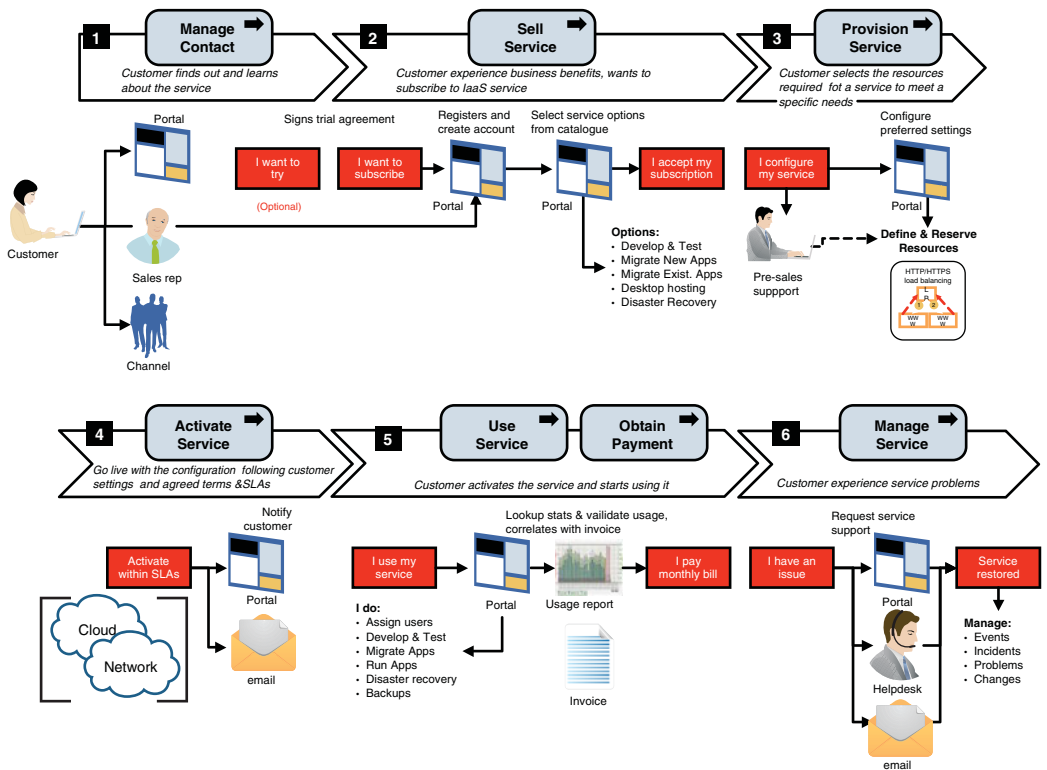 1
Manage
Contact
Customer finds out and learns
about the service
2
Sell
Service
Customer experience business benefits, wants to
subscribe to IaaS service
3
Provision
Service
Customer selects the resources
required fot a service to meet a
specific needs
Portal
Customer
Sales rep
Channel
Signs trial agreement
I want to
try
(Optional)
I want to
subscribe
Registers and
create account
Portal
Select service options
from catalogue
Portal
I accept my
subscription
Options:
· Develop & Test
· Migrate New Apps
· Migrate Exist. Apps
· Desktop hosting
· Disaster Recovery
I configure
my service
Pre-sales
suppport
Configure
preferred settings
Portal
Define & Reserve
Resources
HTTP/HTTPS
load balancing
L
B
1 2
WW
W
WW
W
4
Activate
Service
Go live with the configuration following customer
settings and agreed terms &SLAs
5
Use
Service
Obtain
Payment
Customer activates the service and starts using it
6
Manage
Service
Customer experience service problems
Activate
within SLAs
Cloud
Network
Notify
customer
Portal
email
I use my
service
I do:
· Assign users
· Develop & Test
· Migrate Apps
· Run Apps
· Disaster recovery
· Backups
Lookup stats & vailidate usage,
correlates with invoice
Portal
Usage report
Invoice
I pay
monthly bill
I have an
issue
Request service
support
Portal
Helpdesk
email
Service
restored
Manage:
· Events
· Incidents
· Problems
· Changes